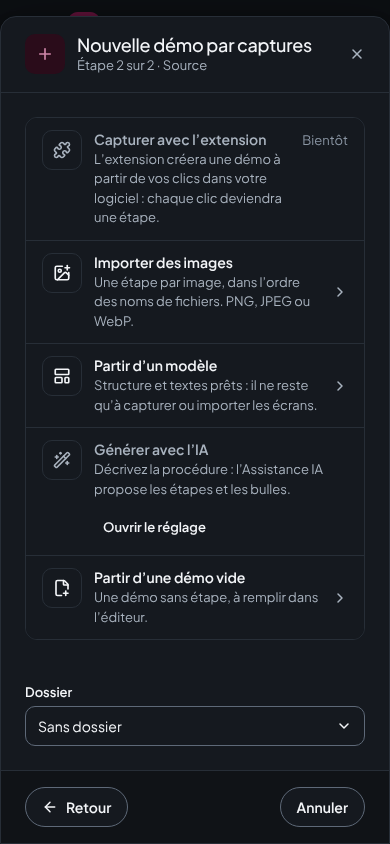 Nouvelle démo par captures
Étape 2 sur 2 · Source
Capturer avec l’extension
Bientôt
L’extension créera une démo à
partir de vos clics dans votre
logiciel : chaque clic deviendra
une étape.
Importer des images
Une étape par image, dans l’ordre
des noms de fichiers. PNG, JPEG ou
WebP.
Partir d’un modèle
Structure et textes prêts : il ne reste
qu’à capturer ou importer les écrans.
Générer avec l’IA
Décrivez la procédure : l’Assistance IA
propose les étapes et les bulles.
Ouvrir le réglage
Partir d’une démo vide
Une démo sans étape, à remplir dans
l’éditeur.
Dossier
Sans dossier
Retour
Annuler